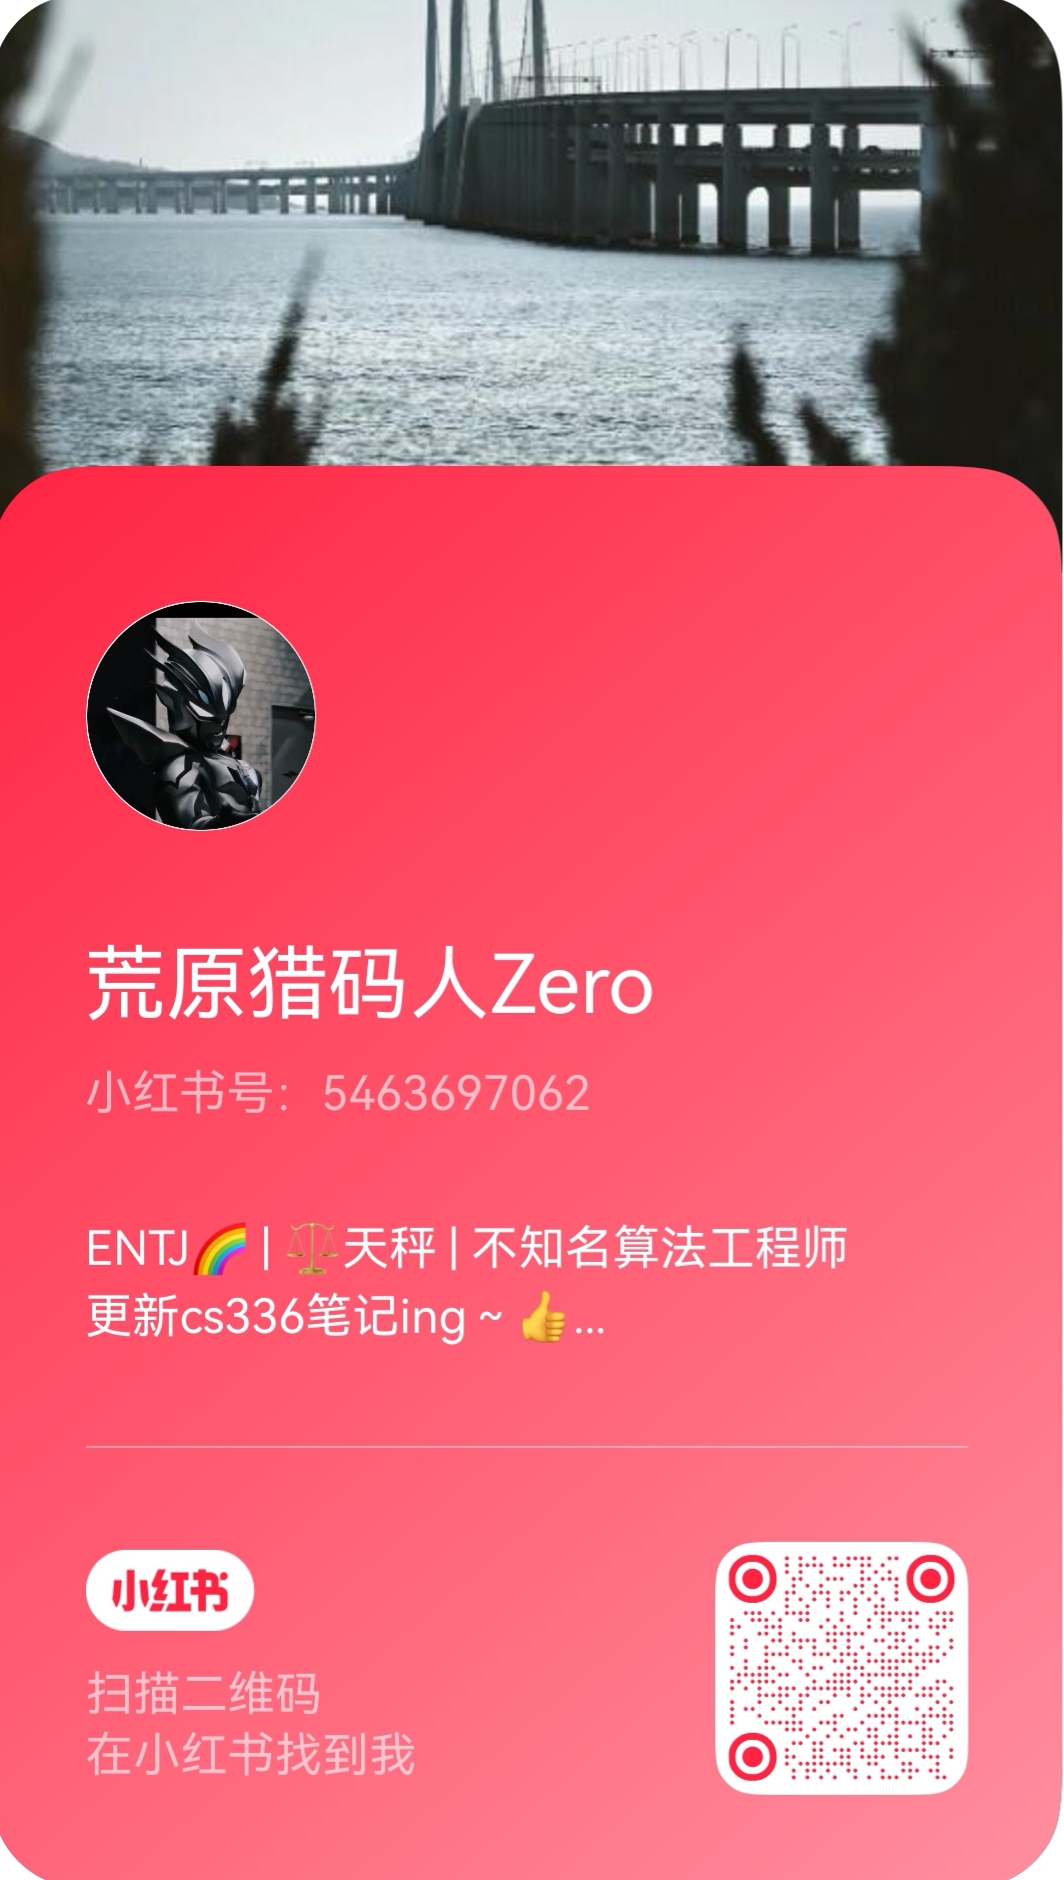 荒原猎码人Zero
小红书号：5463697062
ENTJ🌈 | ⚖️天秤 | 不知名算法工程师
更新cs336笔记ing ~ 👍...
小红书
扫描二维码
在小红书找到我